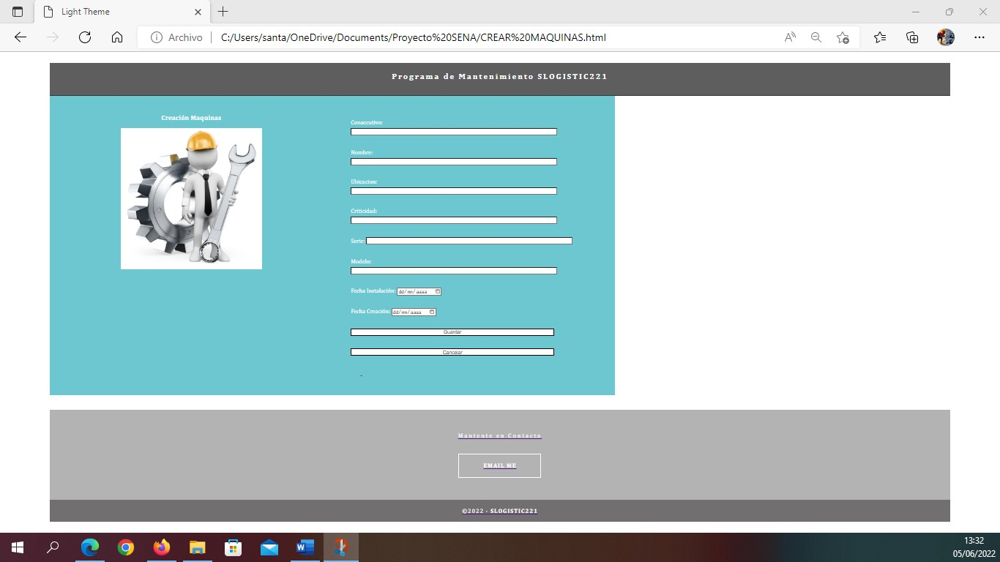 Light Theme
Archivo C:/Users/santa/OneDrive/Documents/Proyecto%20SENA/CREAR%20MAQUINAS.html
Programa de Mantenimiento SLOGISTIC221
Creación Maquinas
Consecutivo:
Nombre:
Ubicacion:
Criticidad:
Serie:
Modelo:
Fecha Instalación: dd/mm/aaaa
Fecha Creación: dd/mm/aaaa
Guardar
Cancelar
Mantente en Contacto
EMAIL ME
©2022 - SLOGISTIC221
13:32
05/06/2022